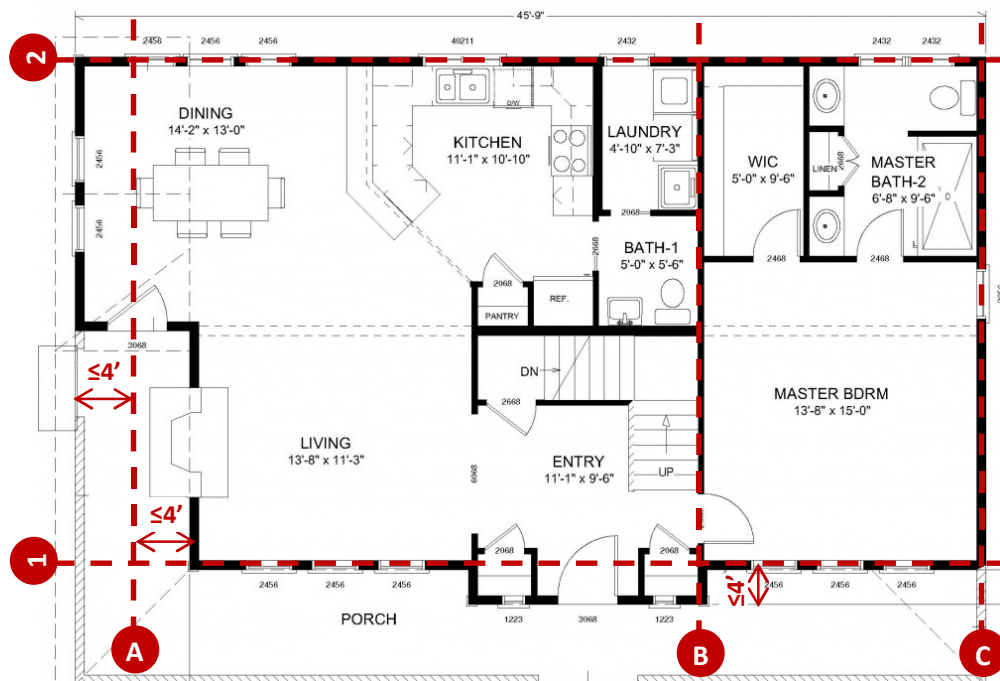 45'-9"
2456
2456
2456
40211
2432
2432
2432
2
D/W
DINING
14'-2" x 13'-0"
KITCHEN
11'-1" x 10'-10"
LAUNDRY
4'-10" x 7'-3"
WIC
5'-0" x 9'-6"
LINEN
2668
MASTER
BATH-2
6'-8" x 9'-6"
2456
2456
2068
2668
BATH-1
5'-0" x 5'-6"
2468
2468
2068
PANTRY
REF.
3068
≤4'
DN
2668
MASTER BDRM
13'-8" x 15'-0"
LIVING
13'-8" x 11'-3"
6068
ENTRY
11'-1" x 9'-6"
UP
≤4'
1
2068
2068
2456
2456
2456
2456
2456
2456
≤4'
1223
3068
1223
PORCH
A
B
C